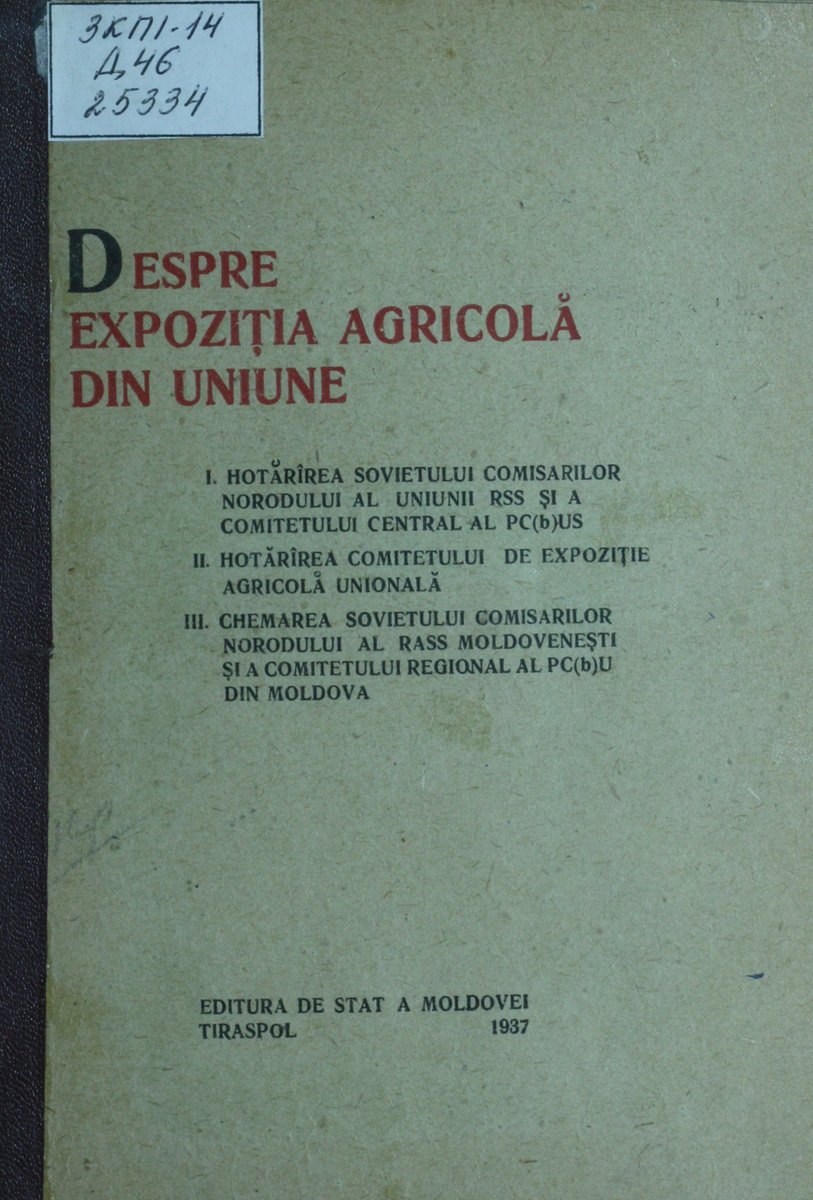 ЗКП1-14
Д46
25334
DESPRE
EXPOZIȚIA AGRICOLĂ
DIN UNIUNE
I. HOTĂRÎREA SOVIETULUI COMISARILOR
NORODULUI AL UNIUNII RSS ȘI A
COMITETULUI CENTRAL AL PC(b)US
II. HOTĂRÎREA COMITETULUI DE EXPOZIȚIE
AGRICOLĂ UNIONALĂ
III. CHEMAREA SOVIETULUI COMISARILOR
NORODULUI AL RASS MOLDOVENEȘTI
ȘI A COMITETULUI REGIONAL AL PC(b)U
DIN MOLDOVA
EDITURA DE STAT A MOLDOVEI
TIRASPOL 1937